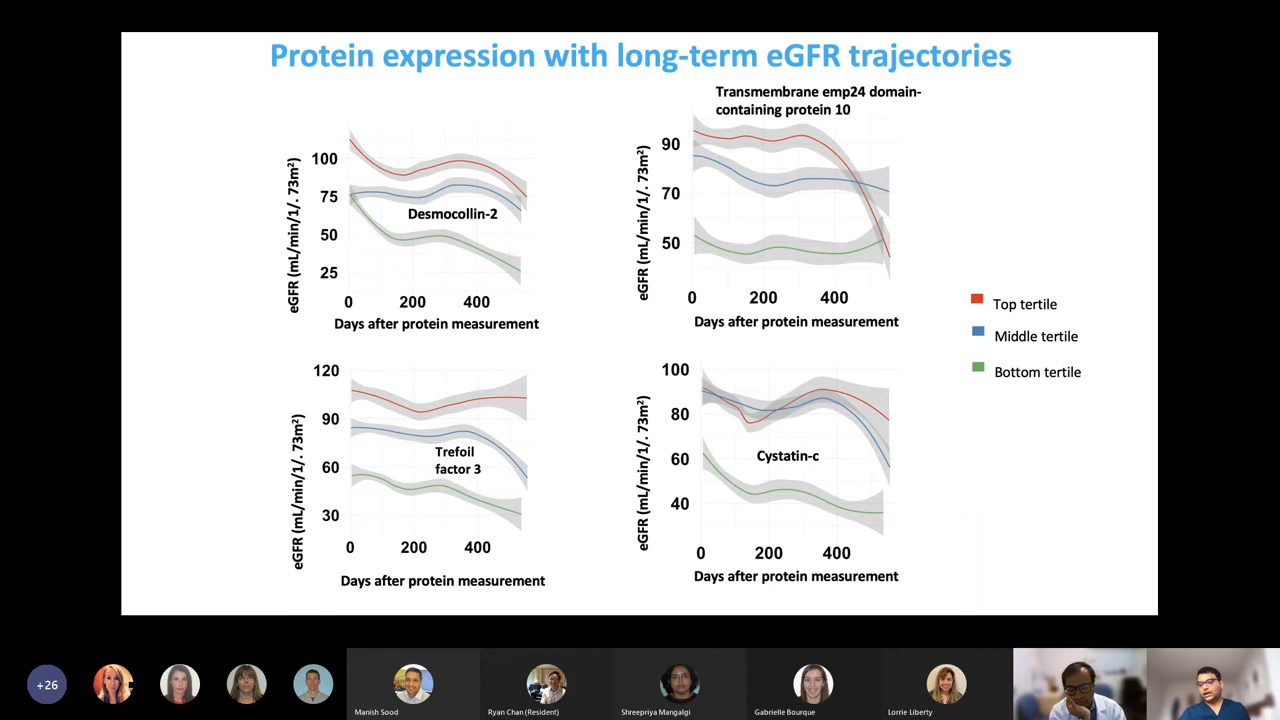 Protein expression with long-term eGFR trajectories
eGFR (mL/min/1/. 73m²)
100
75
50
25
Desmocollin-2
0
200
400
Days after protein measurement
Transmembrane emp24 domain-
containing protein 10
eGFR (mL/min/1/. 73m²)
90
70
50
0
200
400
Days after protein measurement
Top tertile
Middle tertile
Bottom tertile
eGFR (mL/min/1/. 73m²)
120
90
60
30
Trefoil
factor 3
0
200
400
Days after protein measurement
eGFR (mL/min/1/. 73m²)
100
80
60
40
Cystatin-c
0
200
400
Days after protein measurement
+26
Manish Sood
Ryan Chan (Resident)
Shreepriya Mangalgi
Gabrielle Bourque
Lorrie Liberty